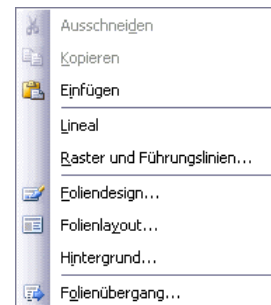 Ausschneiden
Kopieren
Einfügen
Lineal
Raster und Führungslinien...
Foliendesign...
Folienlayout...
Hintergrund...
Folienübergang...